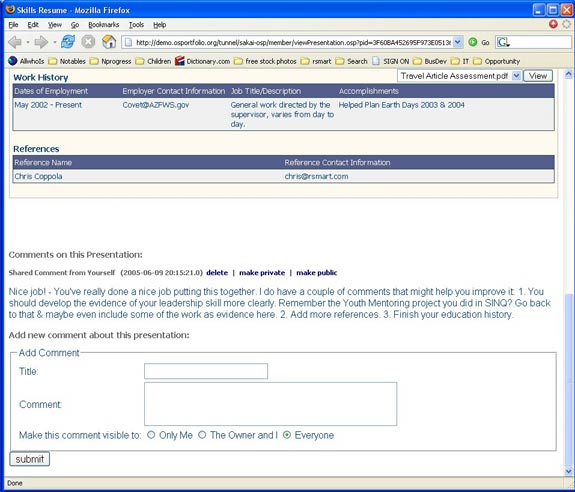 Skills Resume - Mozilla Firefox
File Edit View Go Bookmarks Tools Help
http://demo.osportfolio.org/tunnel/sakai-osp/member/viewPresentation.osp?pid=3F60BA452695F973E0513
Go
G
AllwhoIs Notables Nprogress Children Dictionary.com free stock.photos rsmart Search SIGN ON BusDev IT Opportunity
Work History
Travel Article Assessment.pdf View
Dates of Employment Employer Contact Information Job Title/Description Accomplishments
May 2002 - Present Covet@AZFWS.gov General work directed by the Helped Plan Earth Days 2003 & 2004
supervisor, varies from day to
day.
References
Reference Name Reference Contact Information
Chris Coppola chris@rsmart.com
Comments on this Presentation:
Shared Comment from Yourself (2005-06-09 20:15:21.0) delete | make private | make public
Nice job! - You've really done a nice job putting this together. I do have a couple of comments that might help you improve it: 1. You
should develop the evidence of your leadership skill more clearly. Remember the Youth Mentoring project you did in SINQ? Go back
to that & maybe even include some of the work as evidence here. 2. Add more references. 3. Finish your education history.
Add new comment about this presentation:
Add Comment
Title:
Comment:
Make this comment visible to: Only Me The Owner and I Everyone
submit
Done